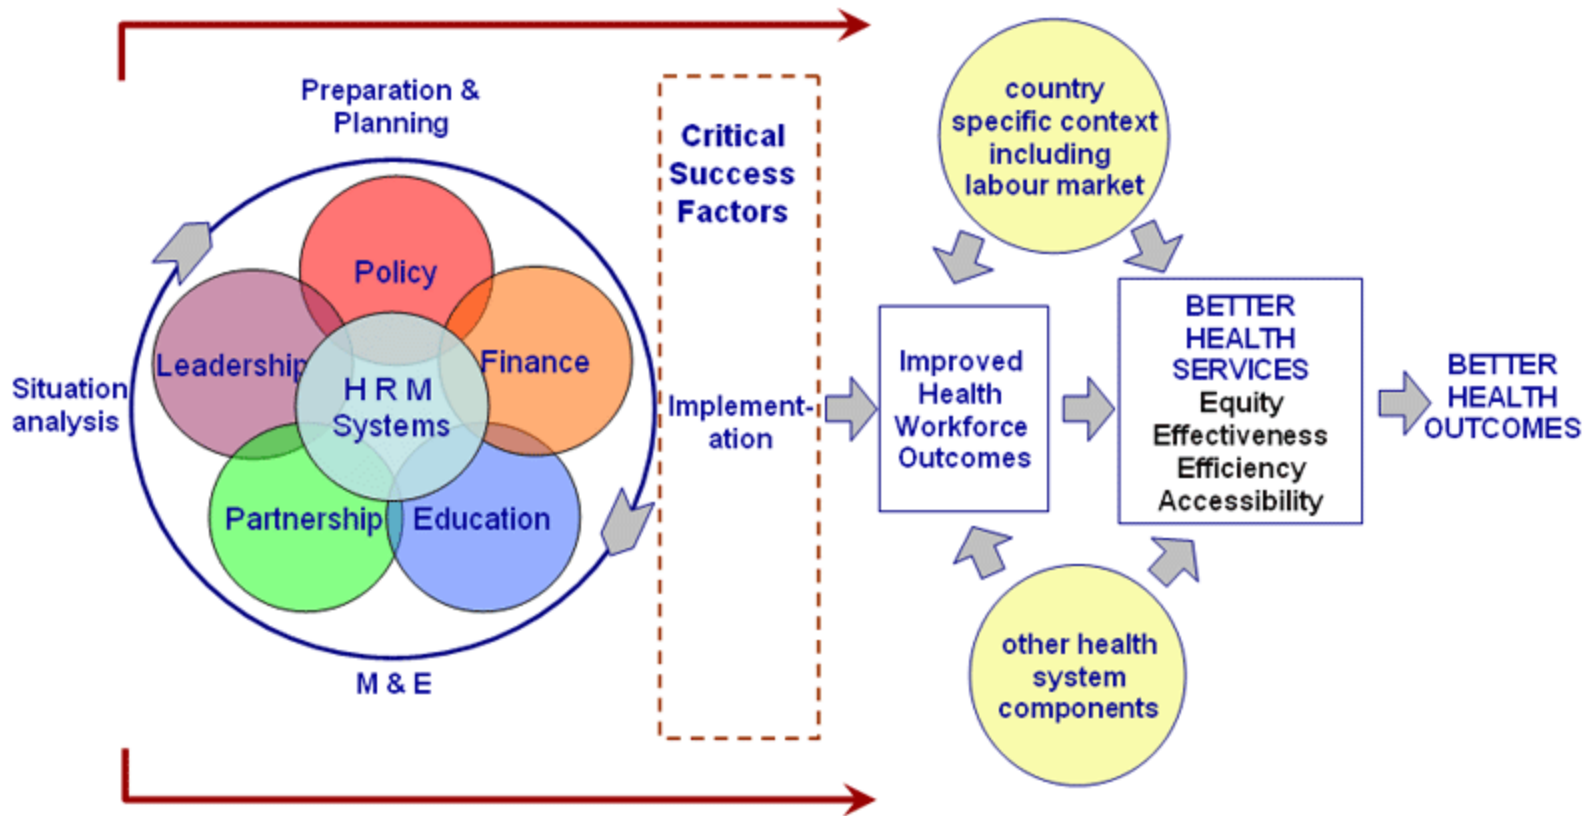 Preparation &
Planning
Situation
analysis
Policy
Leadership
Finance
H R M
Systems
Partnership
Education
M & E
Critical
Success
Factors
Implement-
ation
country
specific context
including
labour market
Improved
Health
Workforce
Outcomes
BETTER
HEALTH
SERVICES
Equity
Effectiveness
Efficiency
Accessibility
BETTER
HEALTH
OUTCOMES
other health
system
components